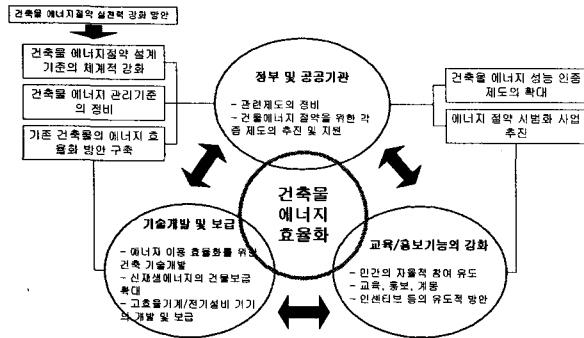 건축물 에너지절약 실천력 강화 방안
건축물 에너지절약 설계
기준의 체계적 강화
건축물 에너지 관리기준
의 정비
기존 건축물의 에너지 효
율화 방안 구축
정부 및 공공기관
- 관련제도의 정비
- 건물에너지 절약을 위한 각
종 제도의 추진 및 지원
건축물 에너지 성능 인증
제도의 확대
에너지 절약 시범화 사업
추진
건축물
에너지
효율화
기술개발 및 보급
- 에너자 이용 효율화를 위한
건축 기술개발
- 신재생에너지의 건물보급
확대
- 고효율기계/전기설비 기기
의 개발 및 보급
교육/홍보기능의 강화
- 민간의 자율적 참여 유도
- 교육, 홍보, 계몽
- 인센티브 등의 유도적 방안